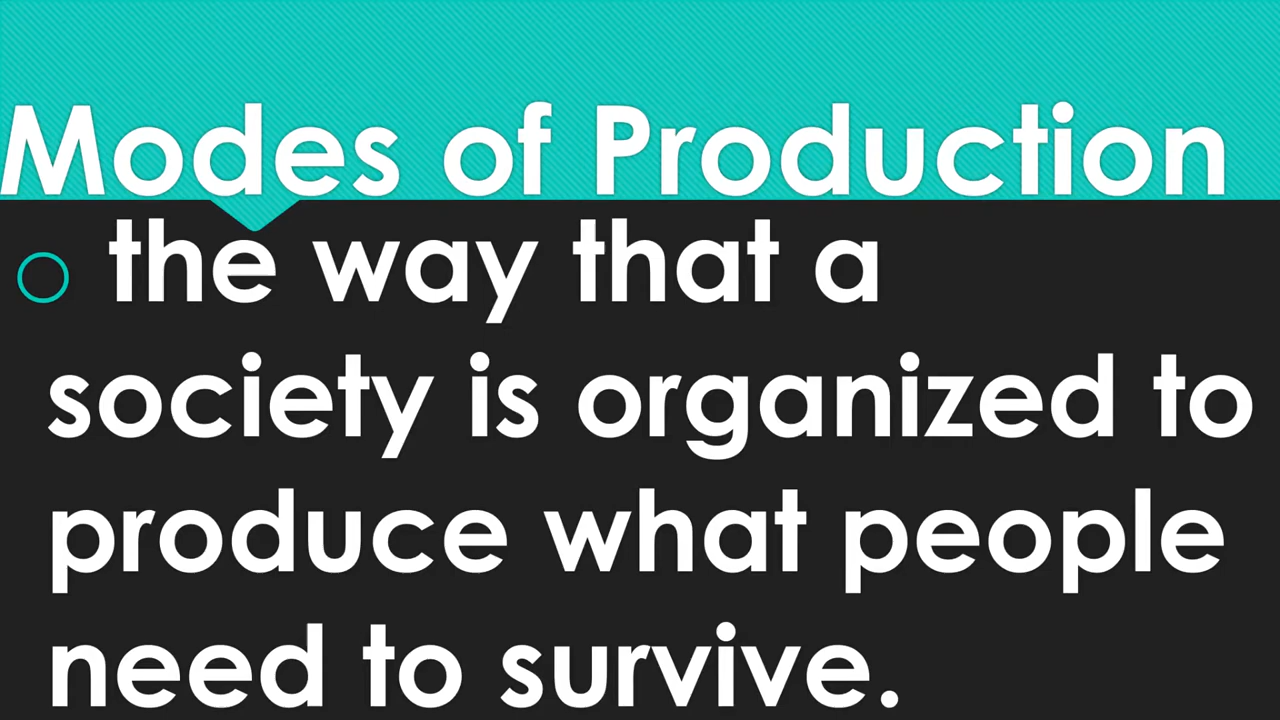 Modes of Production
the way that a
society is organized to
produce what people
need to survive.